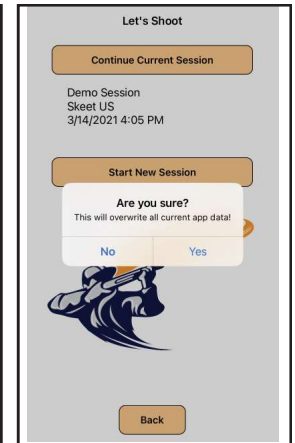 Let's Shoot
Continue Current Session
Demo Session
Skeet US
3/14/2021 4:05 PM
Start New Session
Are you sure?
This will overwrite all current app data!
No Yes
Back